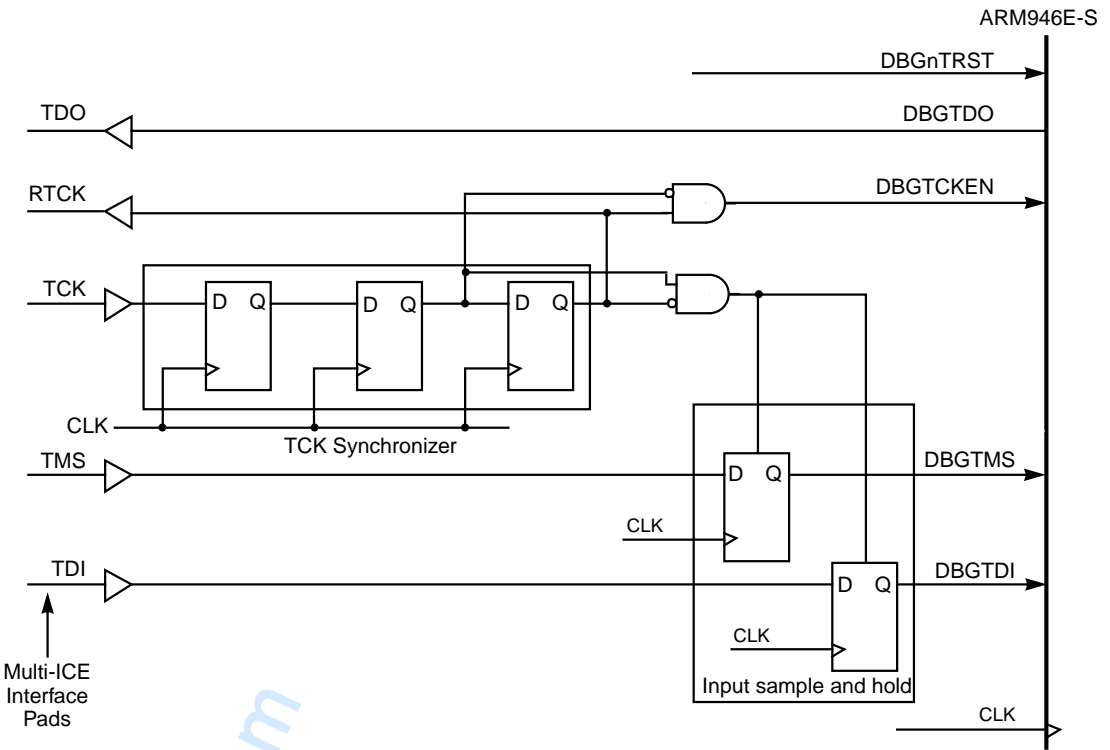 ARM946E-S
DBGnTRST
TDO
DBGTDO
RTCK
DBGTCKEN
TCK
D Q
D Q
D Q
CLK
TCK Synchronizer
TMS
D Q
DBGTMS
CLK
TDI
D Q
DBGTDI
CLK
Multi-ICE
Interface
Pads
Input sample and hold
CLK
m